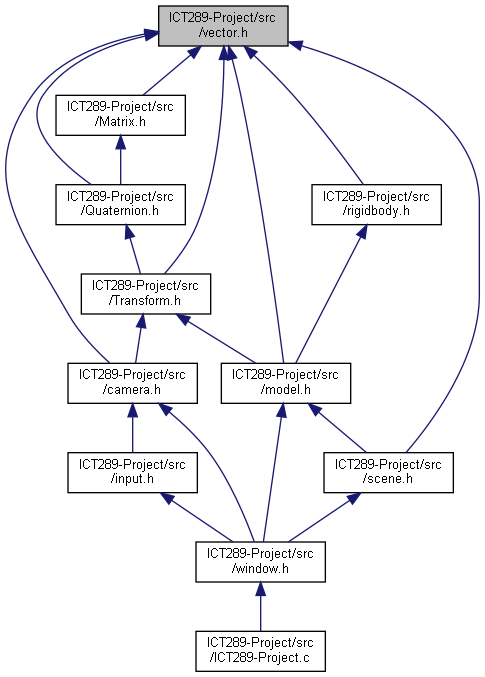 ICT289-Project/src
/vector.h
ICT289-Project/src
/Matrix.h
ICT289-Project/src
/Quaternion.h
ICT289-Project/src
/rigidbody.h
ICT289-Project/src
/Transform.h
ICT289-Project/src
/camera.h
ICT289-Project/src
/model.h
ICT289-Project/src
/input.h
ICT289-Project/src
/scene.h
ICT289-Project/src
/window.h
ICT289-Project/src
/ICT289-Project.c